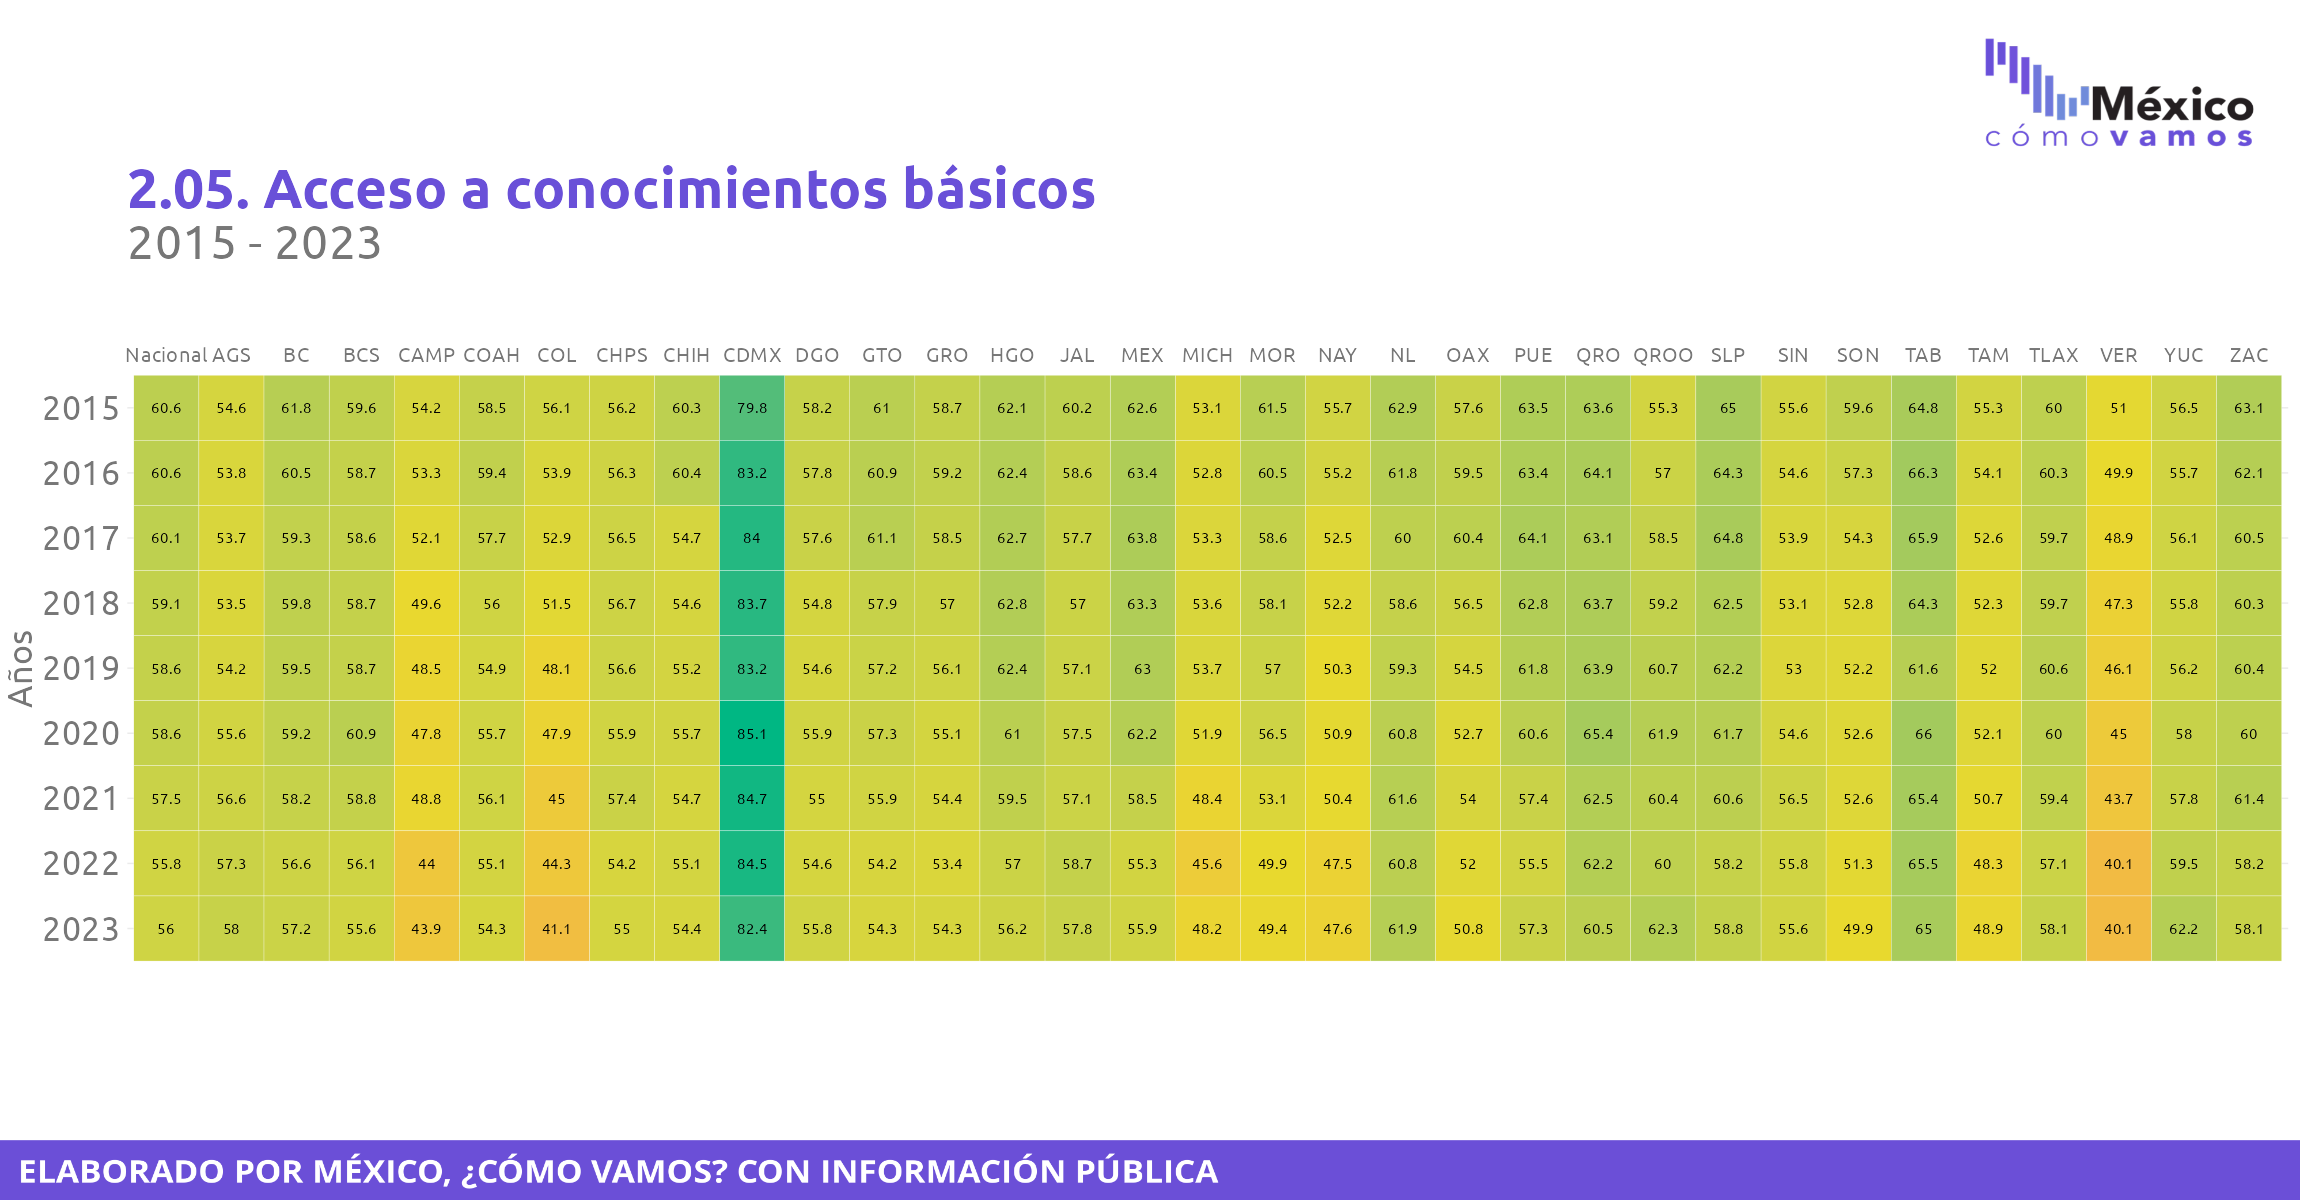 México
cómovamos
2.05. Acceso a conocimientos básicos
2015 - 2023
Nacional AGS BC BCS CAMP COAH COL CHPS CHIH CDMX DGO GTO GRO HGO JAL MEX MICH MOR NAY NL OAX PUE QRO QROO SLP SIN SON TAB TAM TLAX VER YUC ZAC
2015 60.6 54.6 61.8 59.6 54.2 58.5 56.1 56.2 60.3 79.8 58.2 61 58.7 62.1 60.2 62.6 53.1 61.5 55.7 62.9 57.6 63.5 63.6 55.3 65 55.6 59.6 64.8 55.3 60 51 56.5 63.1
2016 60.6 53.8 60.5 58.7 53.3 59.4 53.9 56.3 60.4 83.2 57.8 60.9 59.2 62.4 58.6 63.4 52.8 60.5 55.2 61.8 59.5 63.4 64.1 57 64.3 54.6 57.3 66.3 54.1 60.3 49.9 55.7 62.1
2017 60.1 53.7 59.3 58.6 52.1 57.7 52.9 56.5 54.7 84 57.6 61.1 58.5 62.7 57.7 63.8 53.3 58.6 52.5 60 60.4 64.1 63.1 58.5 64.8 53.9 54.3 65.9 52.6 59.7 48.9 56.1 60.5
2018 59.1 53.5 59.8 58.7 49.6 56 51.5 56.7 54.6 83.7 54.8 57.9 57 62.8 57 63.3 53.6 58.1 52.2 58.6 56.5 62.8 63.7 59.2 62.5 53.1 52.8 64.3 52.3 59.7 47.3 55.8 60.3
2019 58.6 54.2 59.5 58.7 48.5 54.9 48.1 56.6 55.2 83.2 54.6 57.2 56.1 62.4 57.1 63 53.7 57 50.3 59.3 54.5 61.8 63.9 60.7 62.2 53 52.2 61.6 52 60.6 46.1 56.2 60.4
2020 58.6 55.6 59.2 60.9 47.8 55.7 47.9 55.9 55.7 85.1 55.9 57.3 55.1 61 57.5 62.2 51.9 56.5 50.9 60.8 52.7 60.6 65.4 61.9 61.7 54.6 52.6 66 52.1 60 45 58 60
2021 57.5 56.6 58.2 58.8 48.8 56.1 45 57.4 54.7 84.7 55 55.9 54.4 59.5 57.1 58.5 48.4 53.1 50.4 61.6 54 57.4 62.5 60.4 60.6 56.5 52.6 65.4 50.7 59.4 43.7 57.8 61.4
2022 55.8 57.3 56.6 56.1 44 55.1 44.3 54.2 55.1 84.5 54.6 54.2 53.4 57 58.7 55.3 45.6 49.9 47.5 60.8 52 55.5 62.2 60 58.2 55.8 51.3 65.5 48.3 57.1 40.1 59.5 58.2
2023 56 58 57.2 55.6 43.9 54.3 41.1 55 54.4 82.4 55.8 54.3 54.3 56.2 57.8 55.9 48.2 49.4 47.6 61.9 50.8 57.3 60.5 62.3 58.8 55.6 49.9 65 48.9 58.1 40.1 62.2 58.1
Años
ELABORADO POR MÉXICO, ¿CÓMO VAMOS? CON INFORMACIÓN PÚBLICA